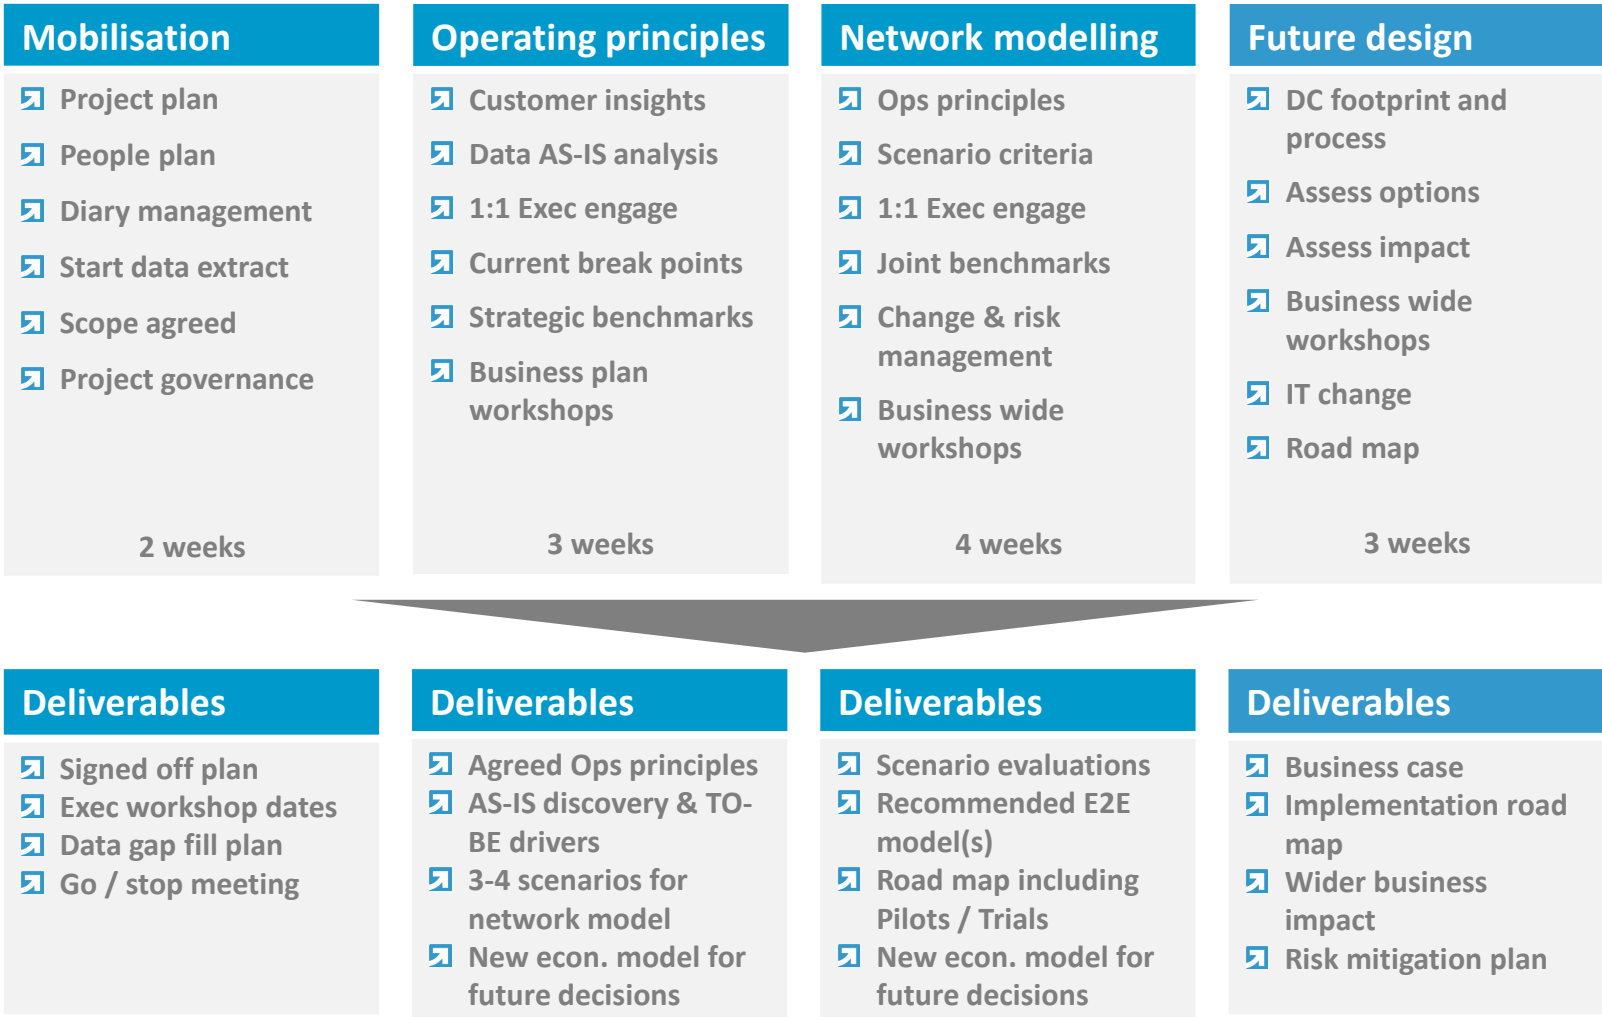 Mobilisation
Project plan
People plan
Diary management
Start data extract
Scope agreed
Project governance
2 weeks
Operating principles
Customer insights
Data AS-IS analysis
1:1 Exec engage
Current break points
Strategic benchmarks
Business plan
workshops
3 weeks
Network modelling
Ops principles
Scenario criteria
1:1 Exec engage
Joint benchmarks
Change & risk
management
Business wide
workshops
4 weeks
Future design
DC footprint and
process
Assess options
Assess impact
Business wide
workshops
IT change
Road map
3 weeks
Deliverables
Signed off plan
Exec workshop dates
Data gap fill plan
Go / stop meeting
Deliverables
Agreed Ops principles
AS-IS discovery & TO-
BE drivers
3-4 scenarios for
network model
New econ. model for
future decisions
Deliverables
Scenario evaluations
Recommended E2E
model(s)
Road map including
Pilots / Trials
New econ. model for
future decisions
Deliverables
Business case
Implementation road
map
Wider business
impact
Risk mitigation plan